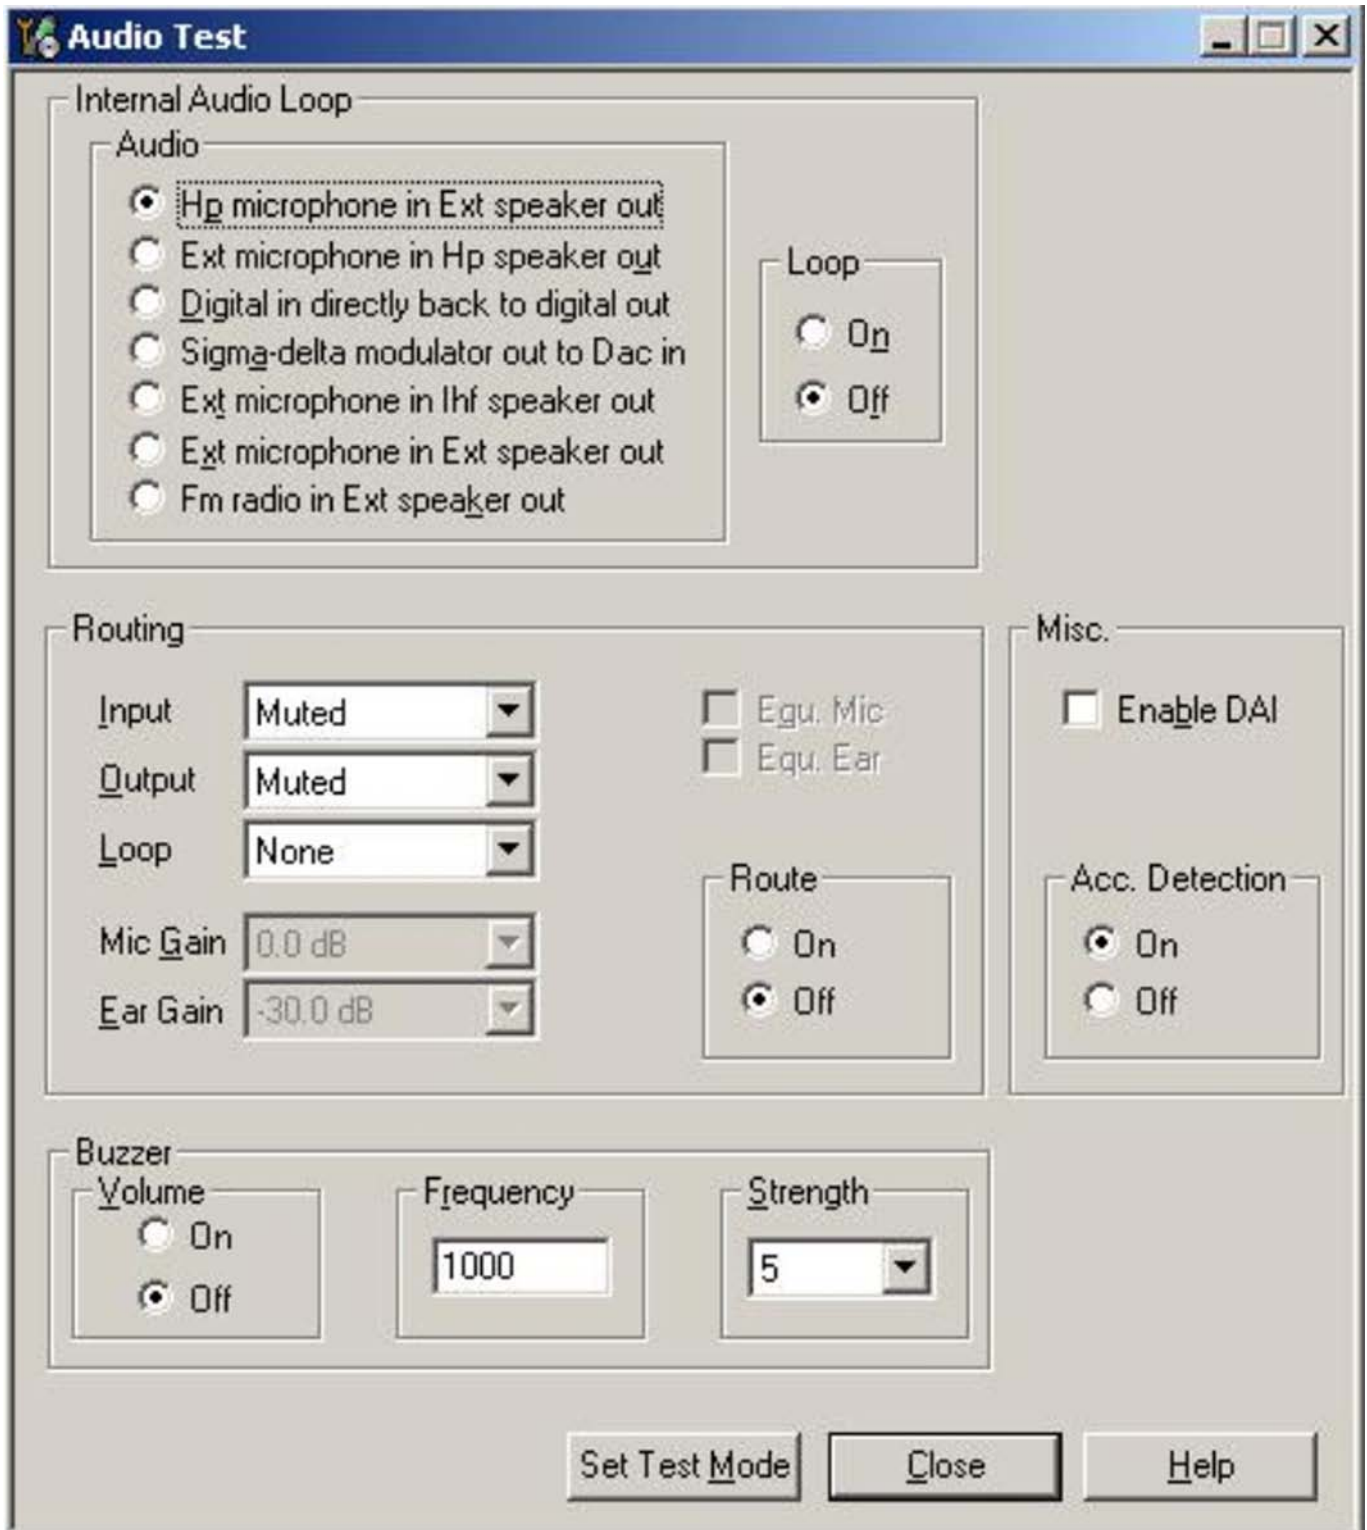 Audio Test
Internal Audio Loop
Audio
Hp microphone in Ext speaker out
Ext microphone in Hp speaker out
Digital in directly back to digital out
Sigma-delta modulator out to Dac in
Ext microphone in Ihf speaker out
Ext microphone in Ext speaker out
Fm radio in Ext speaker out
Loop
On
Off
Routing
Input Muted
Output Muted
Loop None
Mic Gain 0.0 dB
Ear Gain -30.0 dB
Equ. Mic
Equ. Ear
Route
On
Off
Misc.
Enable DAI
Acc. Detection
On
Off
Buzzer
Volume
On
Off
Frequency
1000
Strength
5
Set Test Mode Close Help